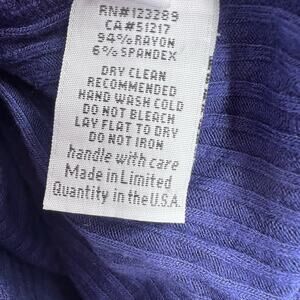 RN#123289
CA#51217
94% RAYON
6% SPANDEX
DRY CLEAN
RECOMMENDED
HAND WASH COLD
DO NOT BLEACH
LAY FLAT TO DRY
DO NOT IRON
handle with care
Made in Limited
Quantity in the U.S.A